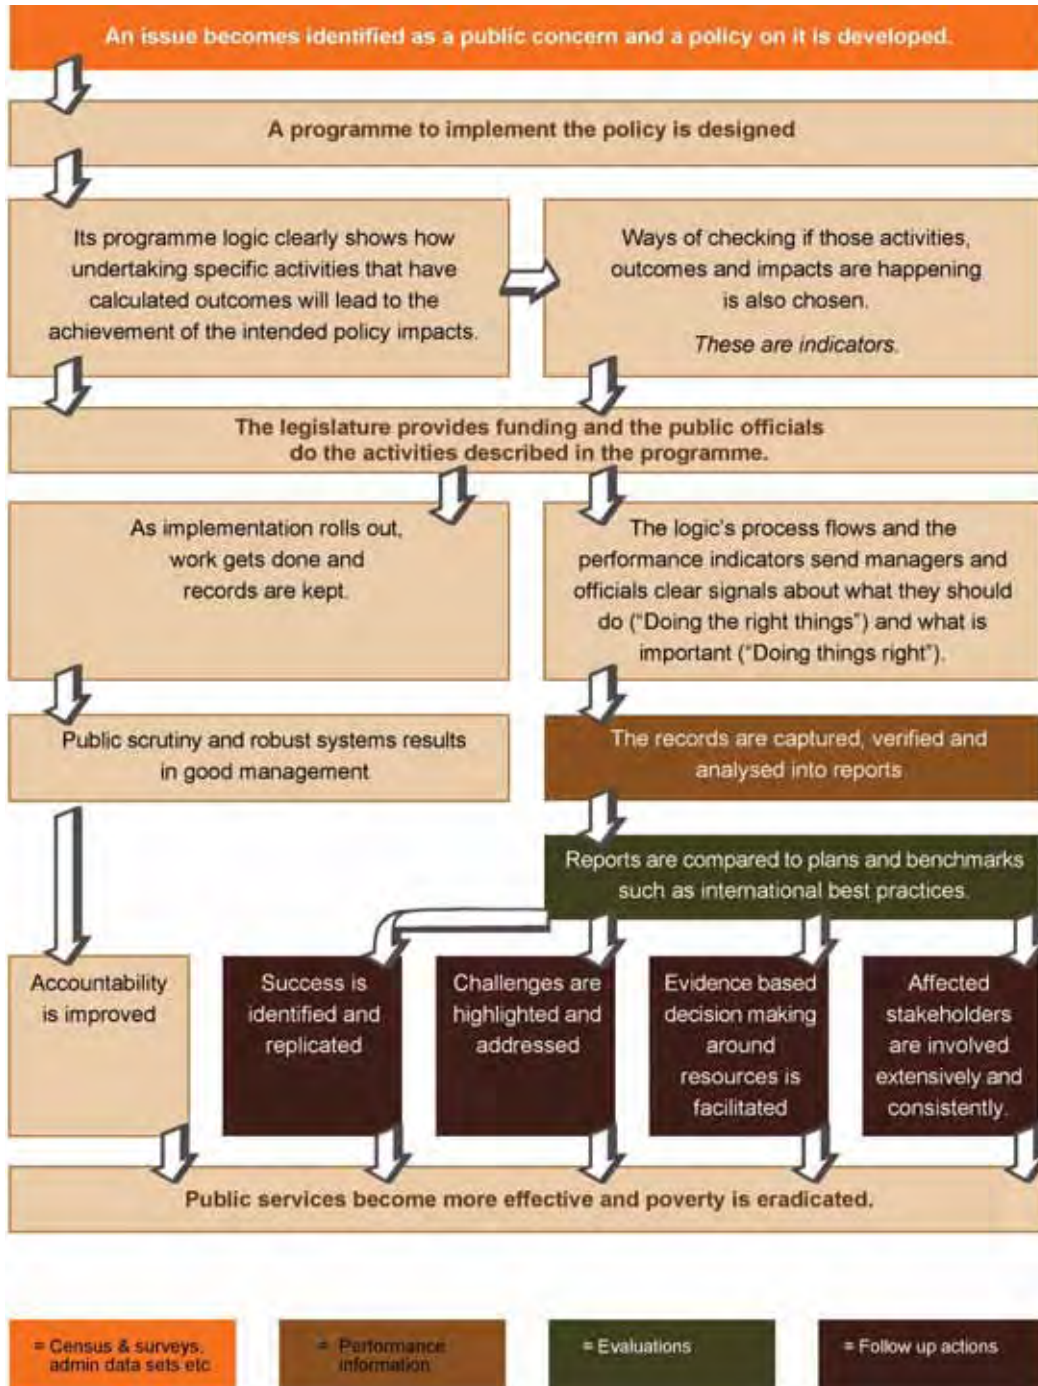 An issue becomes identified as a public concern and a policy on it is developed.
A programme to implement the policy is designed
Its programme logic clearly shows how
undertaking specific activities that have
calculated outcomes will lead to the
achievement of the intended policy impacts.
Ways of checking if those activities,
outcomes and impacts are happening
is also chosen.
These are indicators.
The legislature provides funding and the public officials
do the activities described in the programme.
As implementation rolls out,
work gets done and
records are kept.
The logic's process flows and the
performance indicators send managers and
officials clear signals about what they should
do (“Doing the right things”) and what is
important (“Doing things right”).
Public scrutiny and robust systems results
in good management
The records are captured, verified and
analysed into reports
Reports are compared to plans and benchmarks
such as international best practices.
Accountability
is improved
Success is
identified and
replicated
Challenges are
highlighted and
addressed
Evidence based
decision making
around
resources is
facilitated
Affected
stakeholders
are involved
extensively and
consistently.
Public services become more effective and poverty is eradicated.
= Census & surveys,
admin data sets etc
= Performance
information
= Evaluations
= Follow up actions